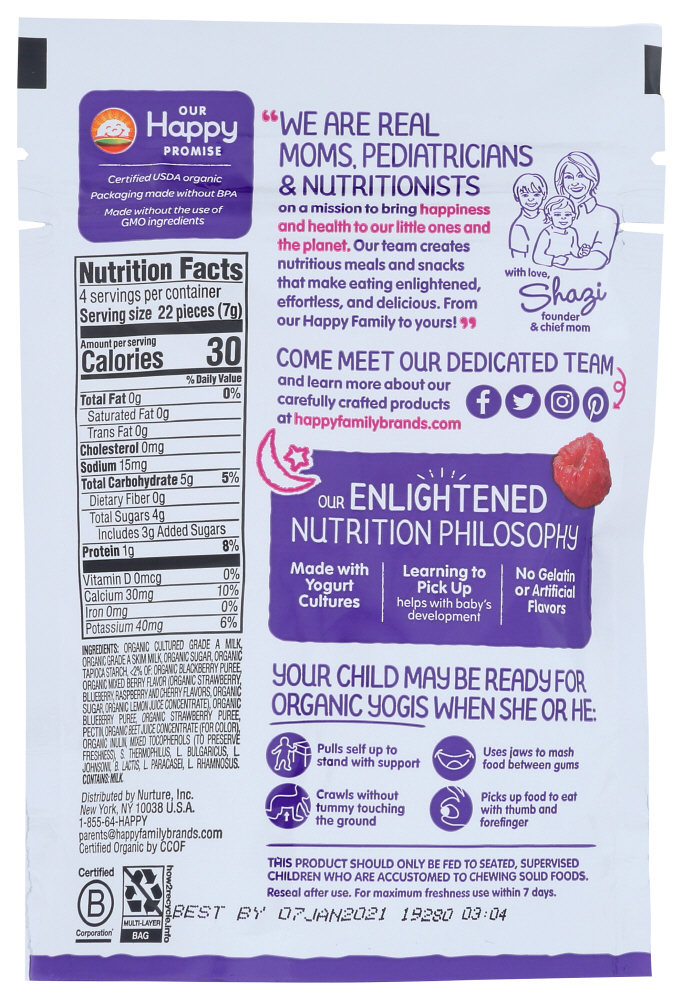 OUR
Happy
PROMISE
Certified USDA organic
Packaging made without BPA
Made without the use of
GMO ingredients
“WE ARE REAL
MOMS, PEDIATRICIANS
& NUTRITIONISTS
on a mission to bring happiness
and health to our little ones and
the planet. Our team creates
nutritious meals and snacks
that make eating enlightened,
effortless, and delicious. From
our Happy Family to yours!”
with love,
Shazi
founder
& chief mom
Nutrition Facts
4 servings per container
Serving size 22 pieces (7g)
Amount per serving
Calories 30
% Daily Value
Total Fat 0g 0%
Saturated Fat 0g
Trans Fat 0g
Cholesterol 0mg
Sodium 15mg
Total Carbohydrate 5g 5%
Dietary Fiber 0g
Total Sugars 4g
Includes 3g Added Sugars
Protein 1g 8%
Vitamin D 0mcg 0%
Calcium 30mg 10%
Iron 0mg 0%
Potassium 40mg 6%
INGREDIENTS: ORGANIC CULTURED GRADE A MILK,
ORGANIC GRADE A SKIM MILK, ORGANIC SUGAR, ORGANIC
TAPIOCA STARCH, <2% OF: ORGANIC BLACKBERRY PUREE,
ORGANIC MIXED BERRY FLAVOR (ORGANIC STRAWBERRY,
BLUEBERRY, RASPBERRY AND CHERRY FLAVORS, ORGANIC
SUGAR, ORGANIC LEMON JUICE CONCENTRATE), ORGANIC
BLUEBERRY PUREE, ORGANIC STRAWBERRY PUREE,
PECTIN, ORGANIC BEET JUICE CONCENTRATE (FOR COLOR),
ORGANIC INULIN, MIXED TOCOPHEROLS (TO PRESERVE
FRESHNESS), S. THERMOPHILUS, L. BULGARICUS, L.
JOHNSONII, B. LACTIS, L. PARACASEI, L. RHAMNOSUS.
CONTAINS: MILK
Distributed by Nurture, Inc.
New York, NY 10038 U.S.A.
1-855-64-HAPPY
parents@happyfamilybrands.com
Certified Organic by CCOF
Certified
B
Corporation
MULTI-LAYER
BAG
how2recycle.info
COME MEET OUR DEDICATED TEAM
and learn more about our
carefully crafted products
at happyfamilybrands.com
OUR ENLIGHTENED
NUTRITION PHILOSOPHY
Made with
Yogurt
Cultures
Learning to
Pick Up
helps with baby's
development
No Gelatin
or Artificial
Flavors
YOUR CHILD MAY BE READY FOR
ORGANIC YOGIS WHEN SHE OR HE:
Pulls self up to
stand with support
Uses jaws to mash
food between gums
Crawls without
tummy touching
the ground
Picks up food to eat
with thumb and
forefinger
THIS PRODUCT SHOULD ONLY BE FED TO SEATED, SUPERVISED
CHILDREN WHO ARE ACCUSTOMED TO CHEWING SOLID FOODS.
Reseal after use. For maximum freshness use within 7 days.
BEST BY 07JAN2021 19280 03:04